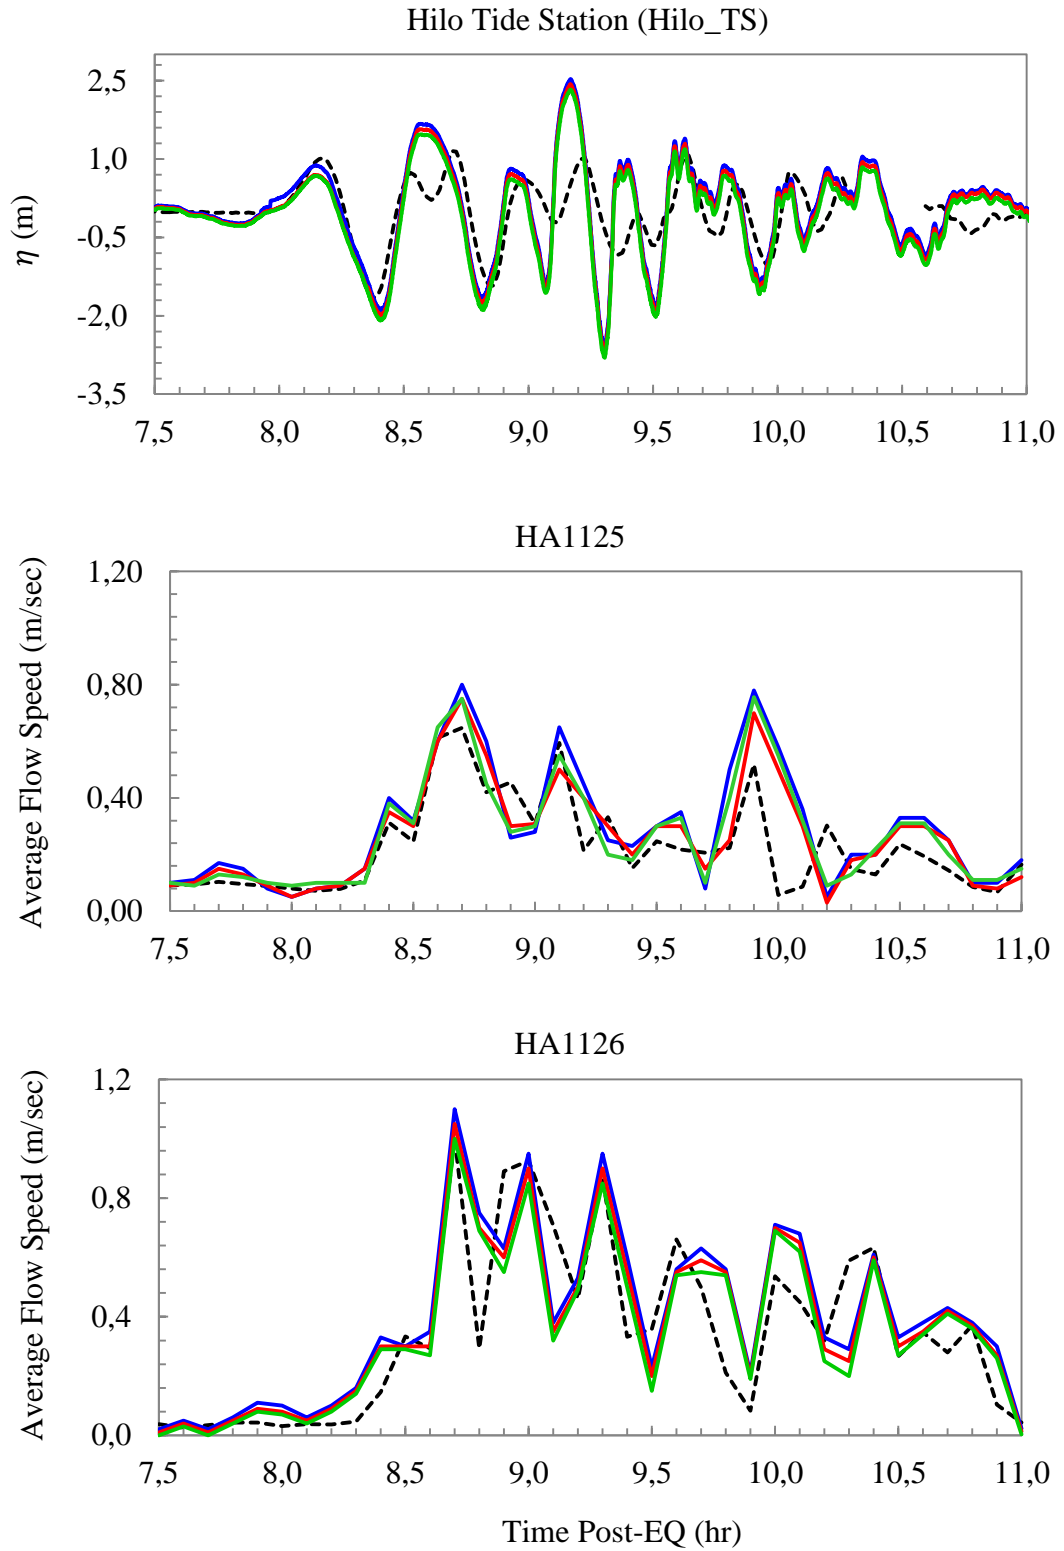 Hilo Tide Station (Hilo_TS)
η (m)
2,5
1,0
-0,5
-2,0
-3,5
7,5 8,0 8,5 9,0 9,5 10,0 10,5 11,0
HA1125
Average Flow Speed (m/sec)
1,20
0,80
0,40
0,00
7,5 8,0 8,5 9,0 9,5 10,0 10,5 11,0
HA1126
Average Flow Speed (m/sec)
1,2
0,8
0,4
0,0
7,5 8,0 8,5 9,0 9,5 10,0 10,5 11,0
Time Post-EQ (hr)